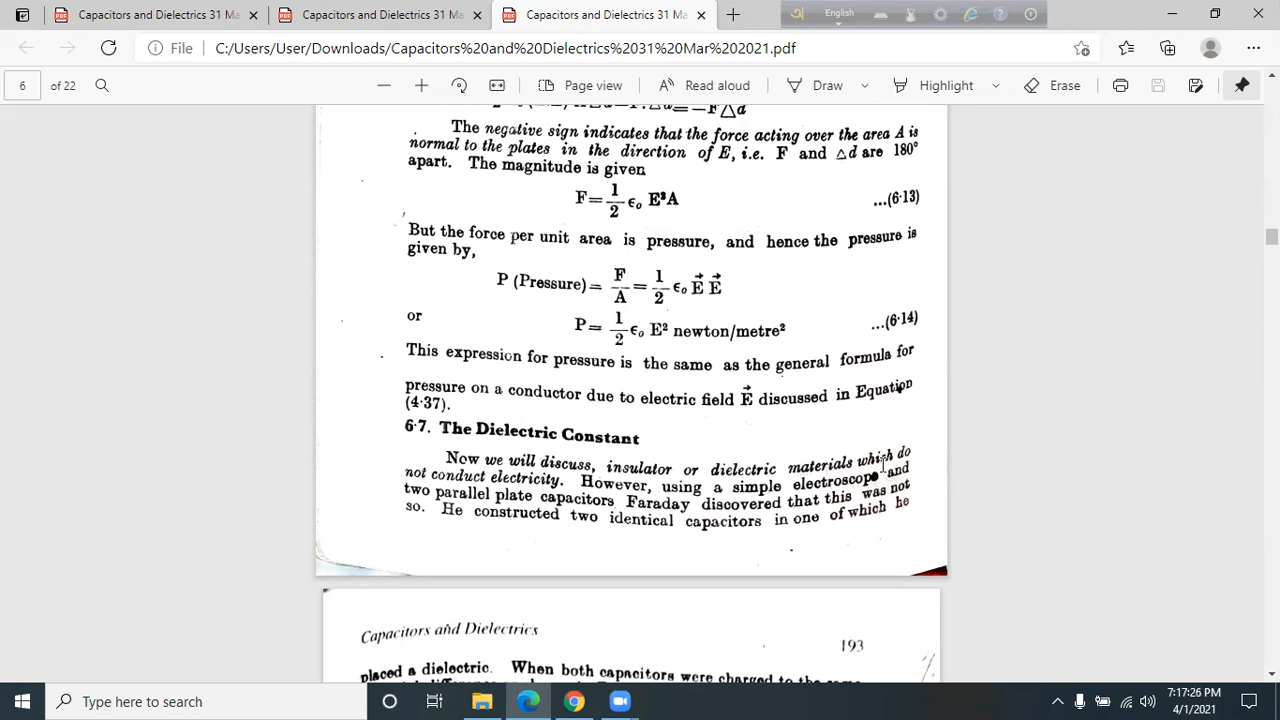 Capacitors and Dielectrics 31 Ma
Capacitors and Dielectrics 31 Ma
Capacitors and Dielectrics 31 Ma
English
File
C:/Users/User/Downloads/Capacitors%20and%20Dielectrics%2031%20Mar%202021.pdf
6 of 22
Page view
Read aloud
Draw
Highlight
Erase
The negative sign indicates that the force acting over the area A is
normal to the plates in the direction of E, i.e. F and △d are 180°
apart. The magnitude is given
F=1/2 ϵ₀ E²A ...(6·13)
But the force per unit area is pressure, and hence the pressure is
given by,
P (Pressure)= F/A = 1/2 ϵ₀ E⃗ E⃗
or P= 1/2 ϵ₀ E² newton/metre² ...(6·14)
This expression for pressure is the same as the general formula for
pressure on a conductor due to electric field E⃗ discussed in Equation
(4·37).
6·7. The Dielectric Constant
Now we will discuss, insulator or dielectric materials which do
not conduct electricity. However, using a simple electroscope and
two parallel plate capacitors Faraday discovered that this was not
so. He constructed two identical capacitors in one of which he
Capacitors and Dielectrics 193
placed a dielectric. When both capacitors were charged to the same
Type here to search
7:17:26 PM
4/1/2021